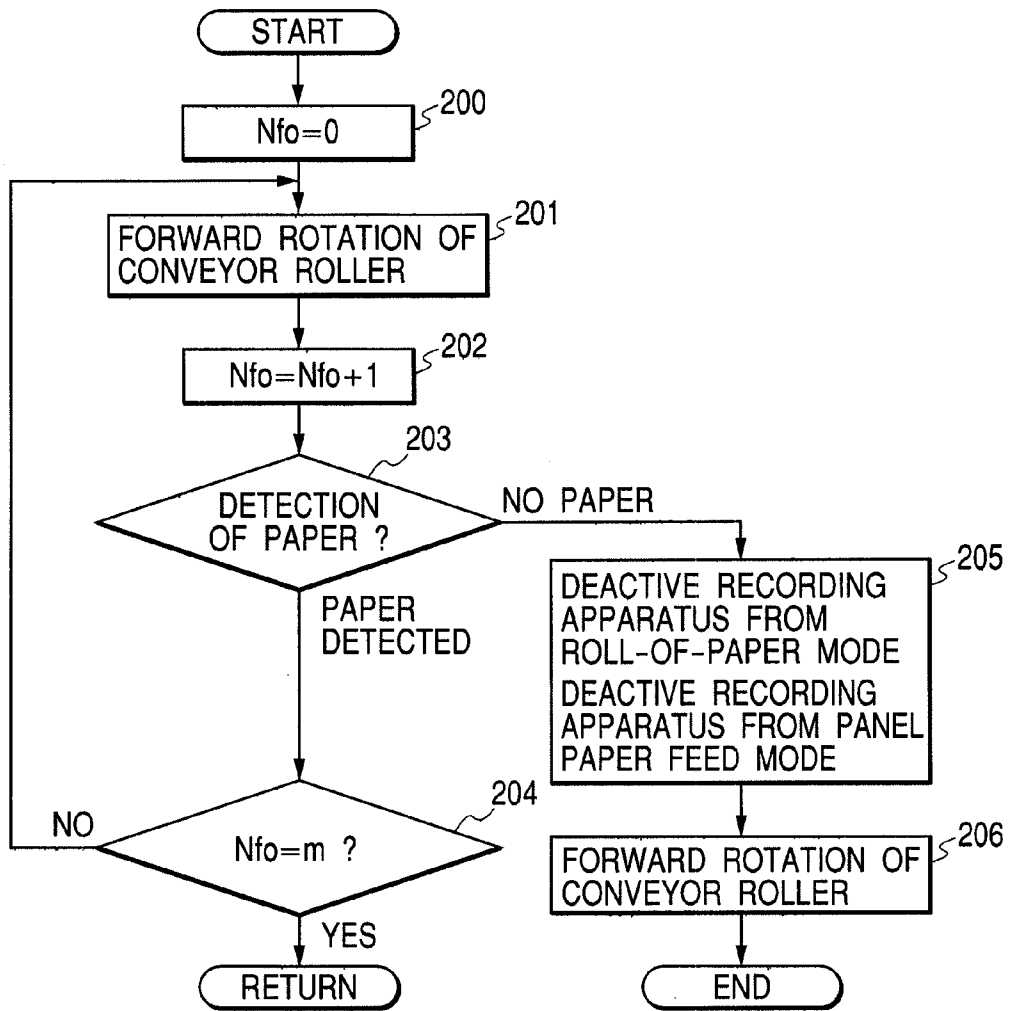 START
200
Nfo=0
201
FORWARD ROTATION OF
CONVEYOR ROLLER
202
Nfo=Nfo+1
203
DETECTION
OF PAPER ?
NO PAPER
PAPER
DETECTED
205
DEACTIVE RECORDING
APPARATUS FROM
ROLL-OF-PAPER MODE
DEACTIVE RECORDING
APPARATUS FROM PANEL
PAPER FEED MODE
204
NO
Nfo=m ?
YES
206
FORWARD ROTATION OF
CONVEYOR ROLLER
RETURN
END